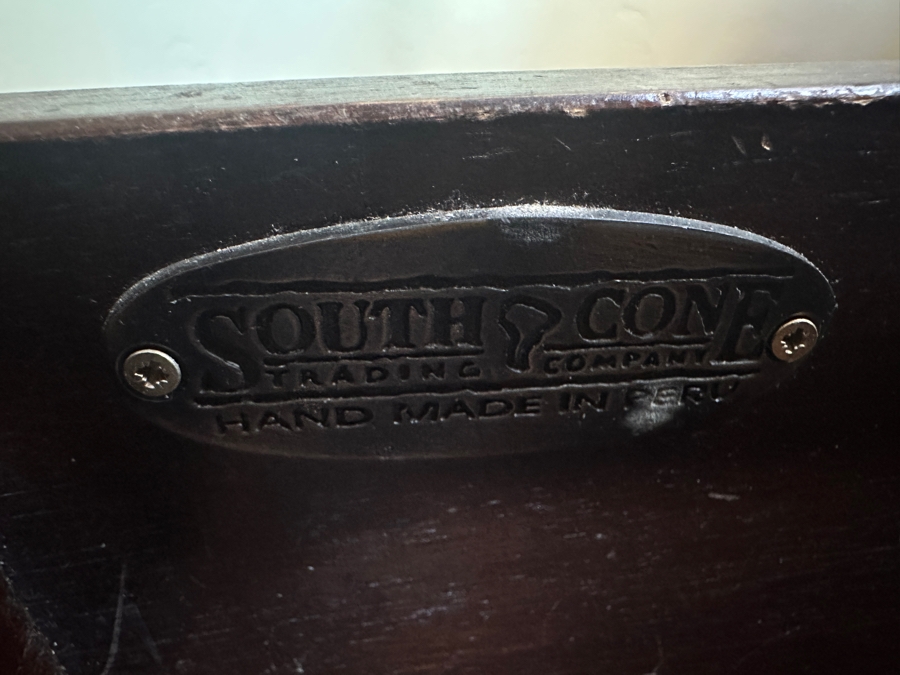 SOUTH CONE
TRADING COMPANY
HAND MADE IN PERU